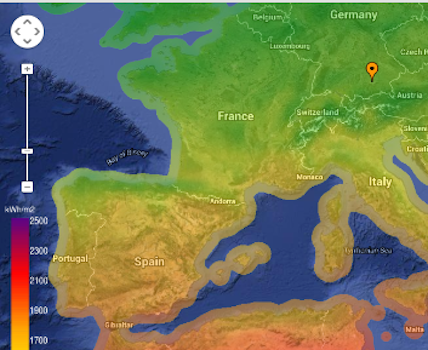 Belgium
Germany
Luxembourg
Czech R
Austria
France
Switzerland
Sloveni
Croati
Bay of Biscay
Monaco
Italy
Andorra
kWh/m2
2500
2300
2100
1900
1700
Portugal
Spain
Tyrrhenian Sea
Gibraltar
Malta